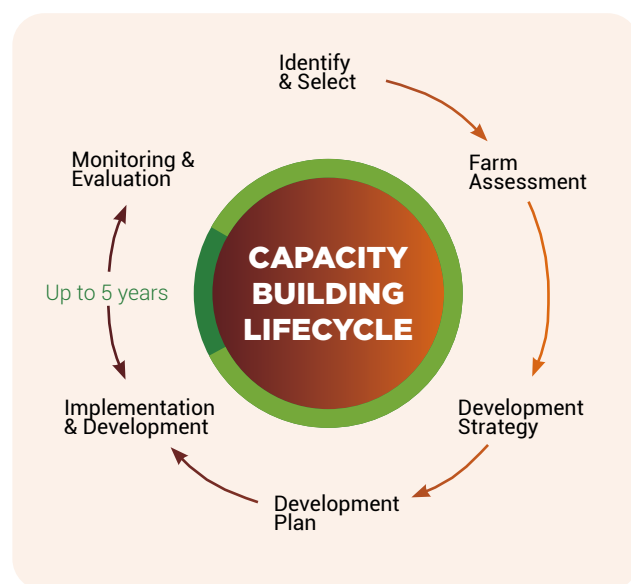 Identify
& Select
Farm
Assessment
Development
Strategy
Development
Plan
Implementation
& Development
Up to 5 years
Monitoring &
Evaluation
CAPACITY
BUILDING
LIFECYCLE